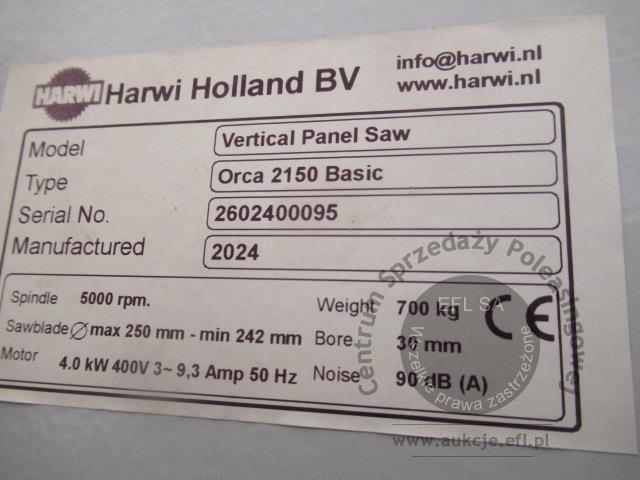 HARWI Harwi Holland BV
info@harwi.nl
www.harwi.nl
Model Vertical Panel Saw
Type Orca 2150 Basic
Serial No. 2602400095
Manufactured 2024
Spindle 5000 rpm. Weight 700 kg
Sawblade Ø max 250 mm - min 242 mm Bore 30 mm
Motor 4.0 kW 400V 3~ 9,3 Amp 50 Hz Noise 90 dB (A)
CE
Centrum Sprzedaży Poleasingowej
EFL SA
Wszelkie prawa zastrzeżone
www.aukcje.efl.pl